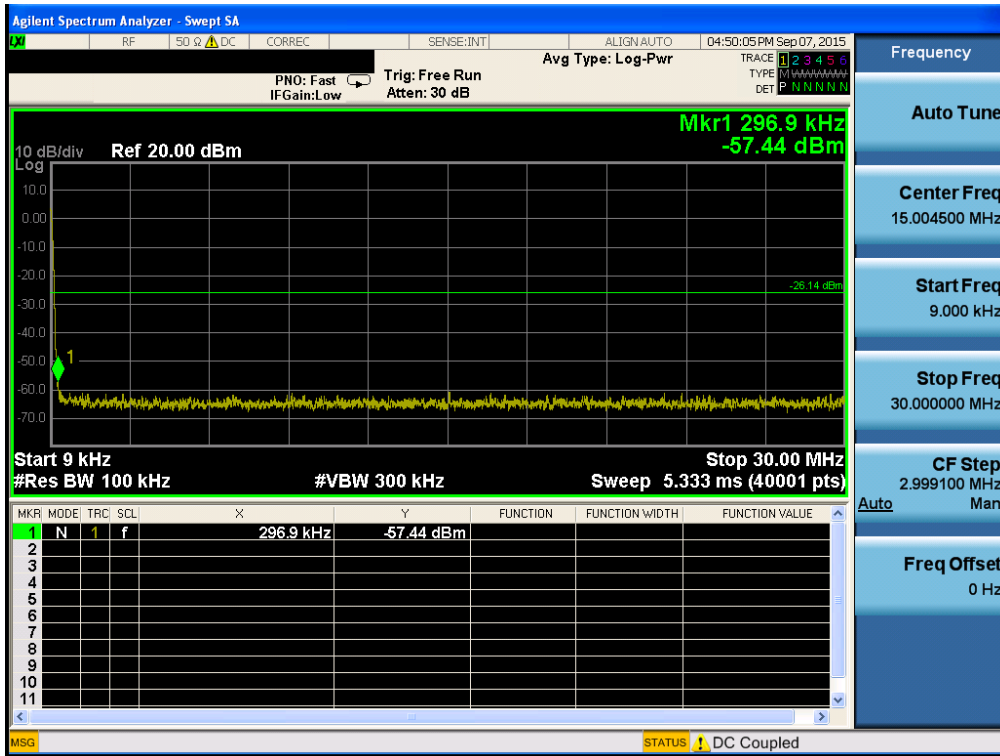 Agilent Spectrum Analyzer - Swept SA
LXI RF 50 Ω DC CORREC SENSE:INT ALIGN AUTO 04:50:05 PM Sep 07, 2015
Frequency
Avg Type: Log-Pwr TRACE 1 2 3 4 5 6
PNO: Fast Trig: Free Run TYPE M WWWWW
IFGain:Low Atten: 30 dB DET P N N N N N
Auto Tune
Mkr1 296.9 kHz
10 dB/div Ref 20.00 dBm -57.44 dBm
Log
10.0
0.00
-10.0
-20.0
-26.14 dBm
-30.0
-40.0
-50.0
1
-60.0
-70.0
Start 9 kHz Stop 30.00 MHz
#Res BW 100 kHz #VBW 300 kHz Sweep 5.333 ms (40001 pts)
Center Freq
15.004500 MHz
Start Freq
9.000 kHz
Stop Freq
30.000000 MHz
CF Step
2.999100 MHz
Auto Man
Freq Offset
0 Hz
MKR MODE TRC SCL X Y FUNCTION FUNCTION WIDTH FUNCTION VALUE
1 N 1 f 296.9 kHz -57.44 dBm
2
3
4
5
6
7
8
9
10
11
MSG STATUS DC Coupled